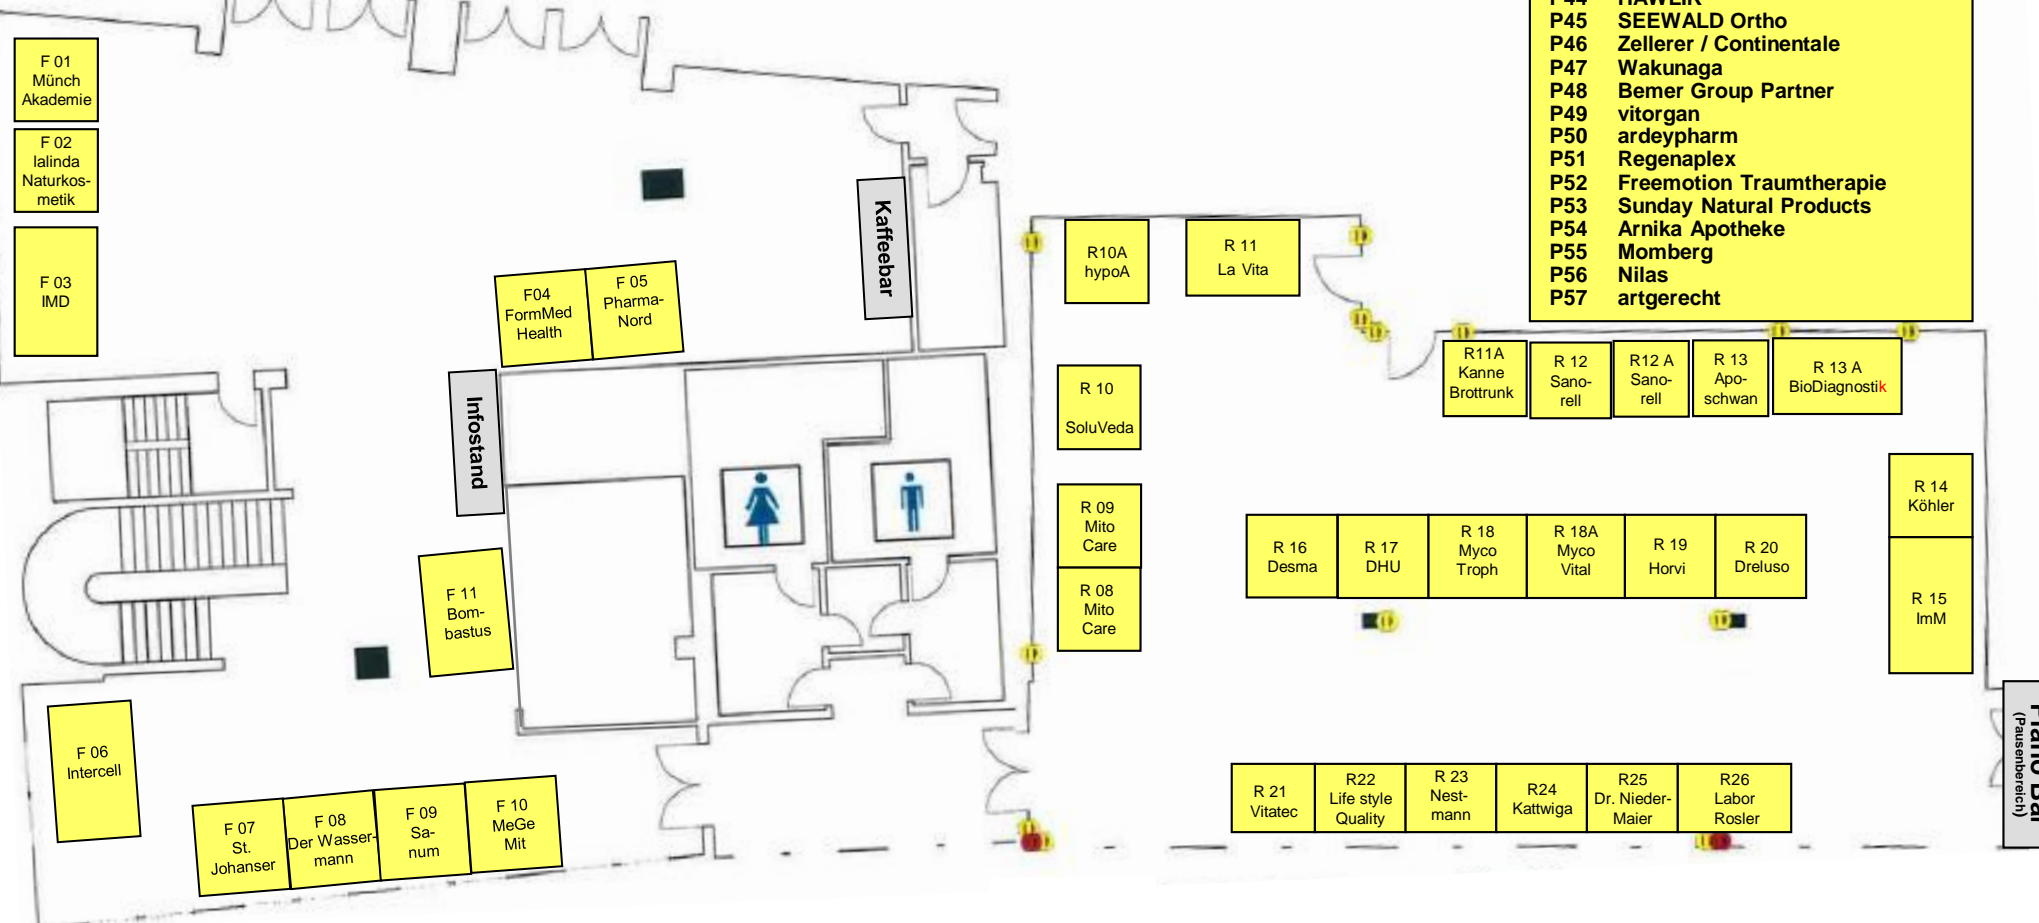 P44 HAWLIK
P45 SEEWALD Ortho
P46 Zellerer / Continentale
P47 Wakunaga
P48 Bemer Group Partner
P49 vitorgan
P50 ardeypharm
P51 Regenaplex
P52 Freemotion Traumtherapie
P53 Sunday Natural Products
P54 Arnika Apotheke
P55 Momberg
P56 Nilas
P57 artgerecht
F 01
Münch
Akademie
F 02
lalinda
Naturkos-
metik
F 03
IMD
F04
FormMed
Health
F 05
Pharma-
Nord
Kaffeebar
Infostand
F 11
Bom-
bastus
F 06
Intercell
F 07
St.
Johanser
F 08
Der Wasser-
mann
F 09
Sa-
num
F 10
MeGe
Mit
R10A
hypoA
R 11
La Vita
R 10
SoluVeda
R 09
Mito
Care
R 08
Mito
Care
R11A
Kanne
Brottrunk
R 12
Sano-
rell
R12 A
Sano-
rell
R 13
Apo-
schwan
R 13 A
BioDiagnostik
R 14
Köhler
R 15
ImM
R 16
Desma
R 17
DHU
R 18
Myco
Troph
R 18A
Myco
Vital
R 19
Horvi
R 20
Dreluso
R 21
Vitatec
R22
Life style
Quality
R 23
Nest-
mann
R24
Kattwiga
R25
Dr. Nieder-
Maier
R26
Labor
Rosler
Piano Bar
(Pausenbereich)